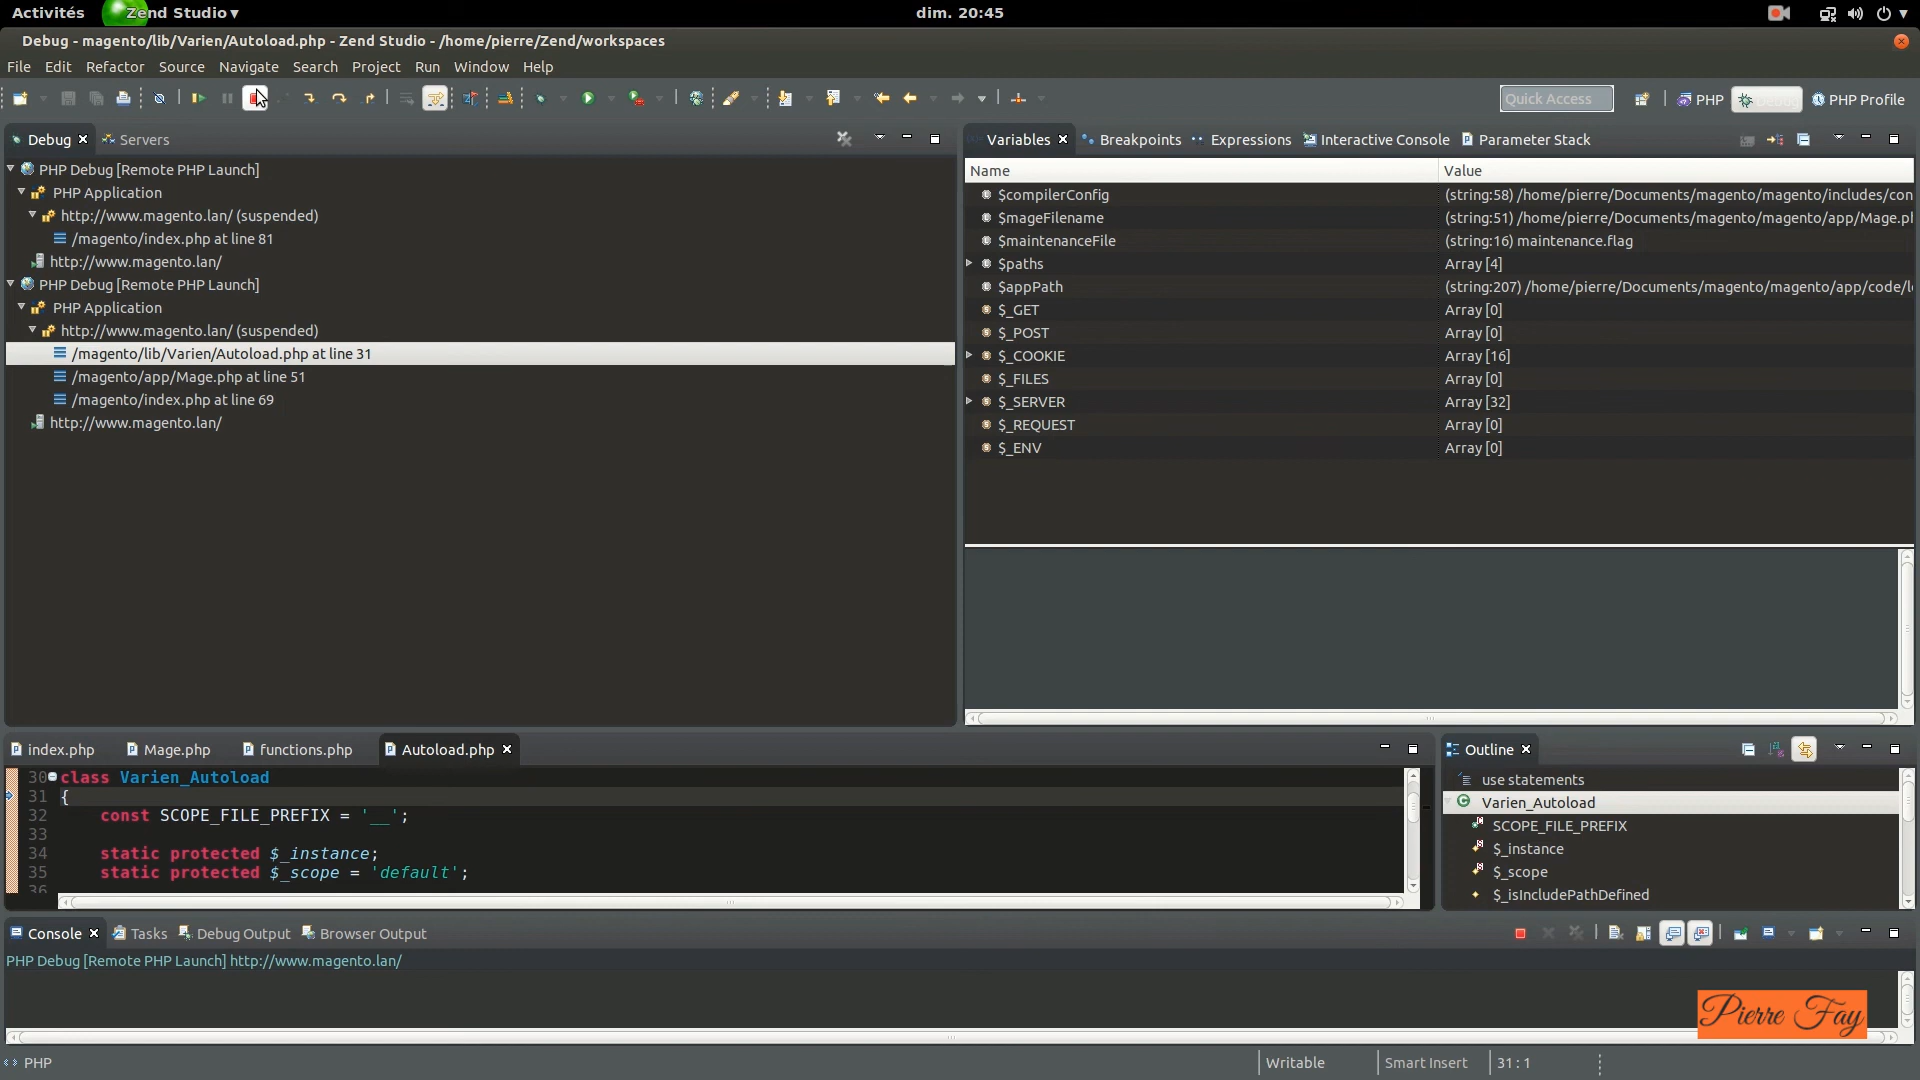 Activités Zend Studio dim. 20:45
Debug - magento/lib/Varien/Autoload.php - Zend Studio - /home/pierre/Zend/workspaces
File Edit Refactor Source Navigate Search Project Run Window Help
Quick Access PHP PHP Profile
Debug Servers
PHP Debug [Remote PHP Launch]
PHP Application
http://www.magento.lan/ (suspended)
/magento/index.php at line 81
http://www.magento.lan/
PHP Debug [Remote PHP Launch]
PHP Application
http://www.magento.lan/ (suspended)
/magento/lib/Varien/Autoload.php at line 31
/magento/app/Mage.php at line 51
/magento/index.php at line 69
http://www.magento.lan/
Variables Breakpoints Expressions Interactive Console Parameter Stack
Name Value
$compilerConfig (string:58) /home/pierre/Documents/magento/magento/includes/con
$mageFilename (string:51) /home/pierre/Documents/magento/magento/app/Mage.p
$maintenanceFile (string:16) maintenance.flag
$paths Array [4]
$appPath (string:207) /home/pierre/Documents/magento/magento/app/code/l
$_GET Array [0]
$_POST Array [0]
$_COOKIE Array [16]
$_FILES Array [0]
$_SERVER Array [32]
$_REQUEST Array [0]
$_ENV Array [0]
index.php Mage.php functions.php Autoload.php
30 class Varien_Autoload
31 {
32 const SCOPE_FILE_PREFIX = '__';
33
34 static protected $_instance;
35 static protected $_scope = 'default';
36
Outline
use statements
Varien_Autoload
SCOPE_FILE_PREFIX
$_instance
$_scope
$_isIncludePathDefined
Console Tasks Debug Output Browser Output
PHP Debug [Remote PHP Launch] http://www.magento.lan/
Pierre Fay
PHP Writable Smart Insert 31 : 1